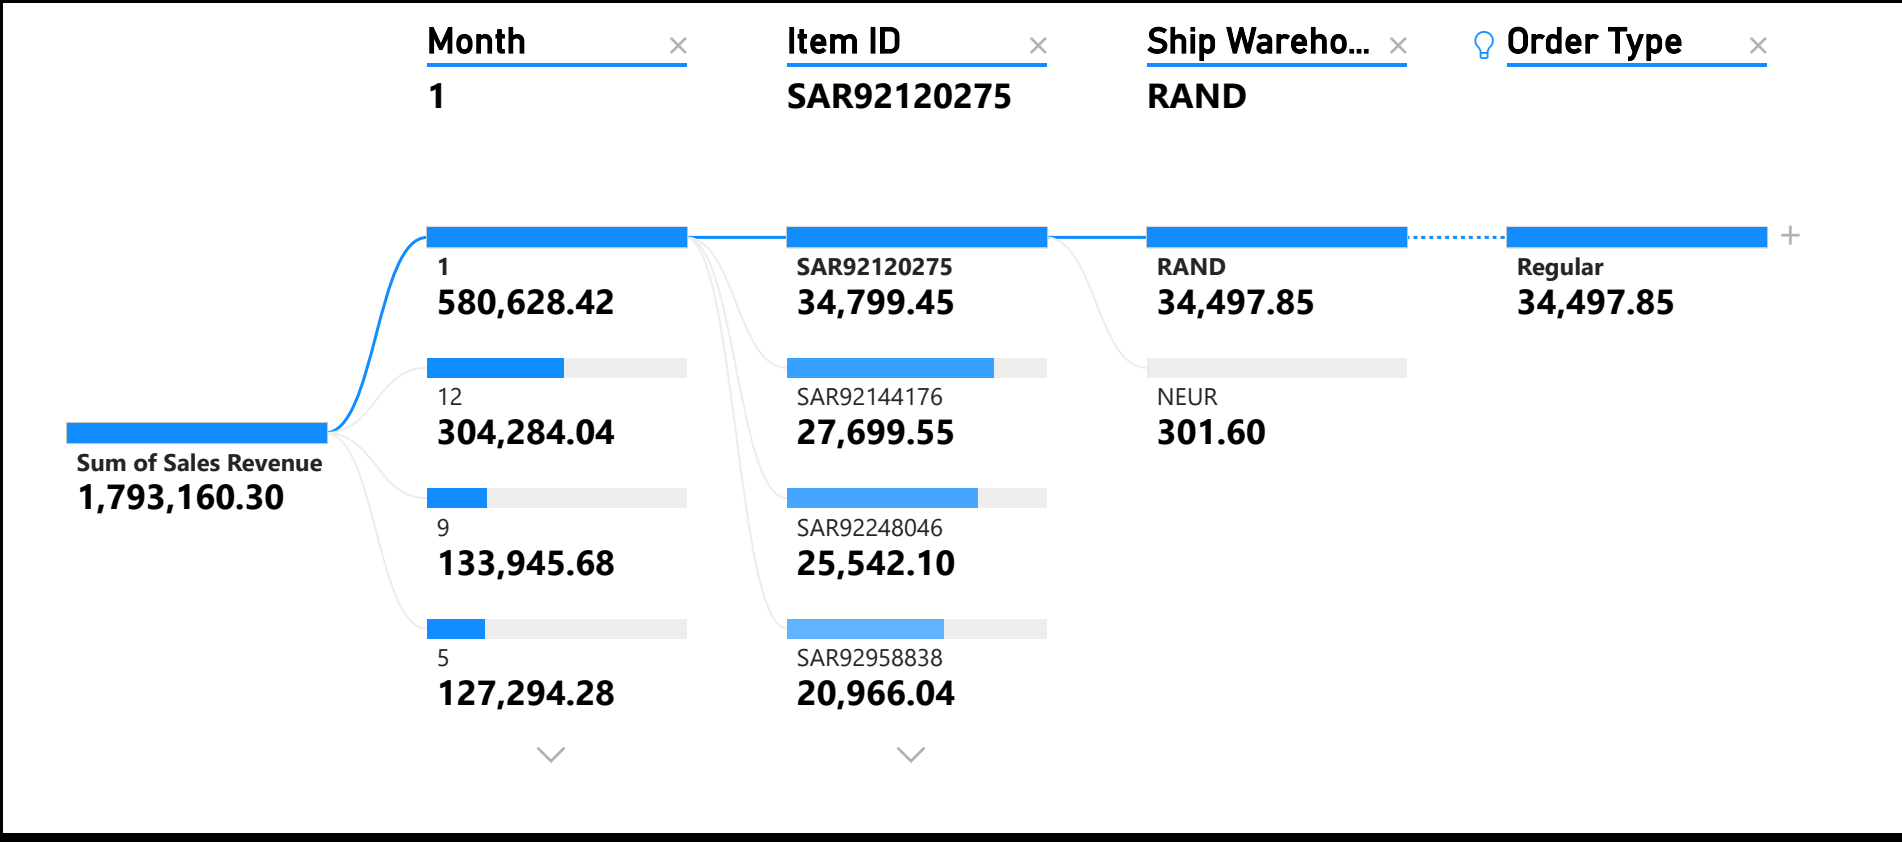 Month
Item ID
Ship Wareho...
Order Type
1
SAR92120275
RAND
1
580,628.42
SAR92120275
34,799.45
RAND
34,497.85
Regular
34,497.85
12
304,284.04
SAR92144176
27,699.55
NEUR
301.60
Sum of Sales Revenue
1,793,160.30
9
133,945.68
SAR92248046
25,542.10
5
127,294.28
SAR92958838
20,966.04